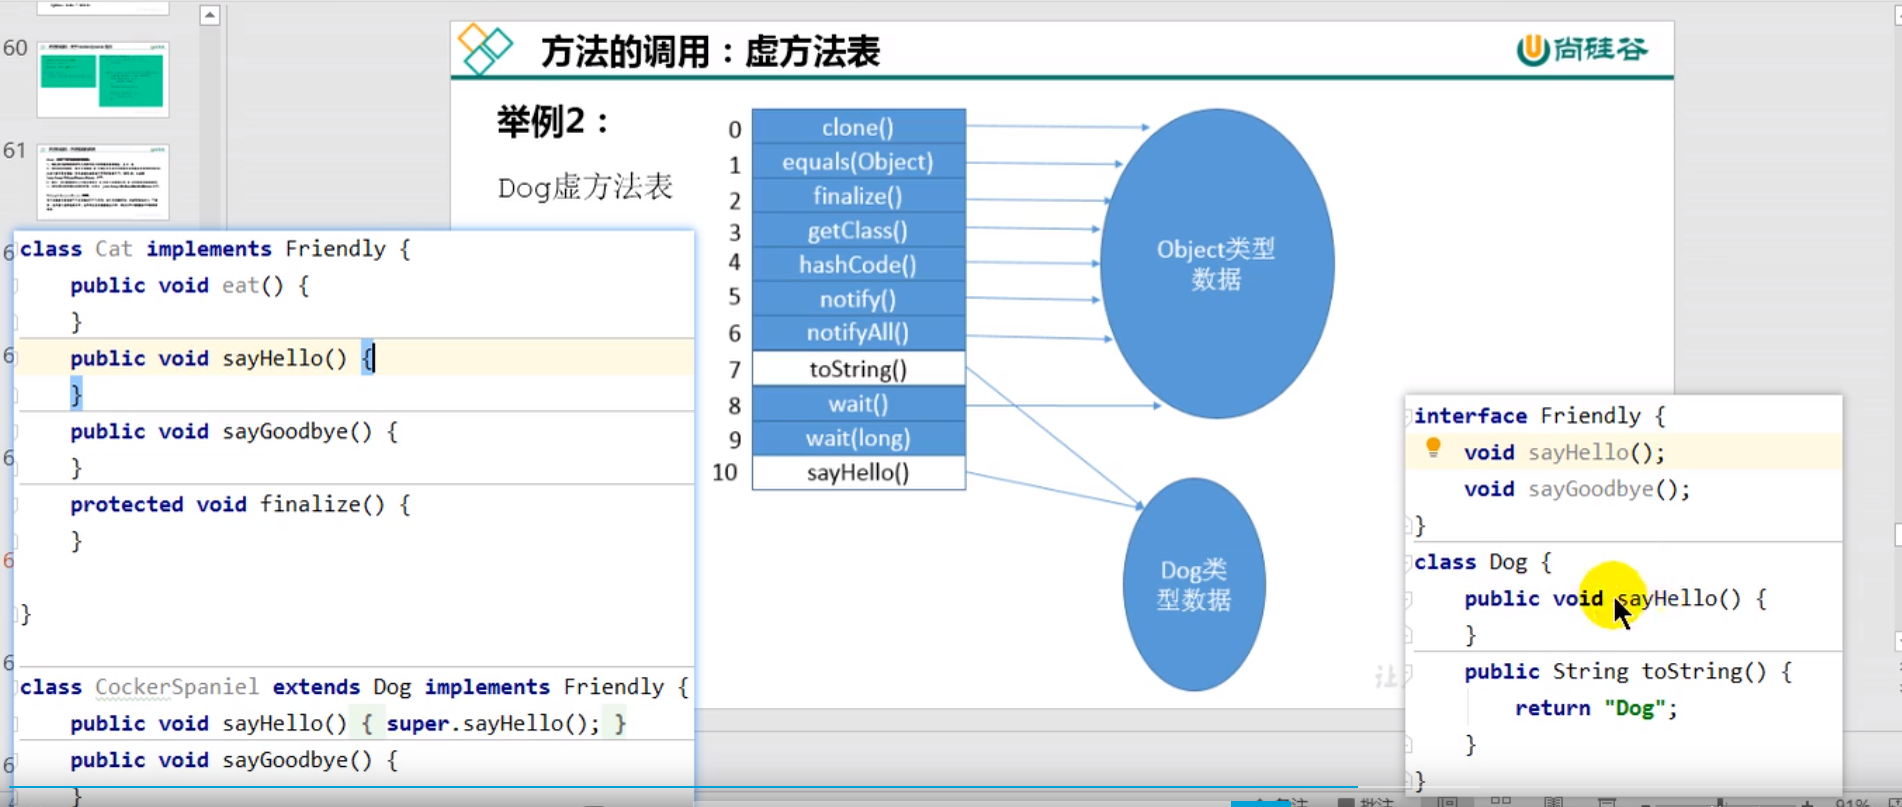 60
61
方法的调用：虚方法表
尚硅谷
举例2：
Dog虚方法表
0 clone()
1 equals(Object)
2 finalize()
3 getClass()
4 hashCode()
5 notify()
6 notifyAll()
7 toString()
8 wait()
9 wait(long)
10 sayHello()
Object类型
数据
Dog类
型数据
class Cat implements Friendly {
public void eat() {
}
public void sayHello() {
}
public void sayGoodbye() {
}
protected void finalize() {
}
}
class CockerSpaniel extends Dog implements Friendly {
public void sayHello() { super.sayHello(); }
public void sayGoodbye() {
}
interface Friendly {
void sayHello();
void sayGoodbye();
}
class Dog {
public void sayHello() {
}
public String toString() {
return "Dog";
}
}
让
91%